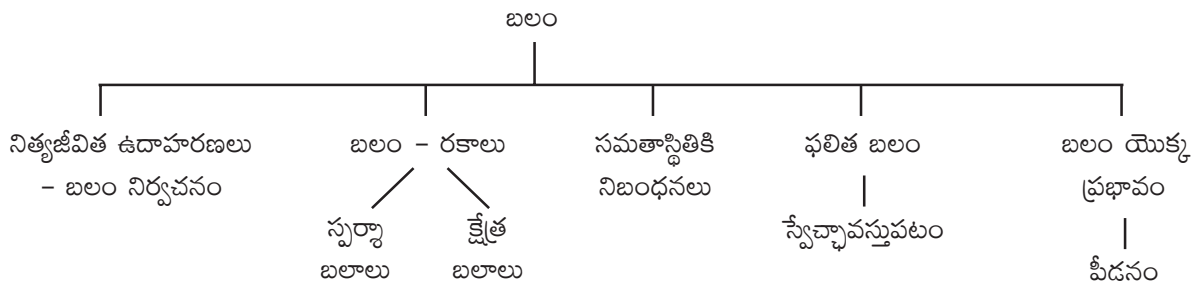 బలం
నిత్యజీవిత ఉదాహరణలు
– బలం నిర్వచనం
బలం – రకాలు
స్పర్శా
బలాలు
క్షేత్ర
బలాలు
సమతాస్థితికి
నిబంధనలు
ఫలిత బలం
స్వేచ్ఛావస్తుపటం
బలం యొక్క
ప్రభావం
పీడనం